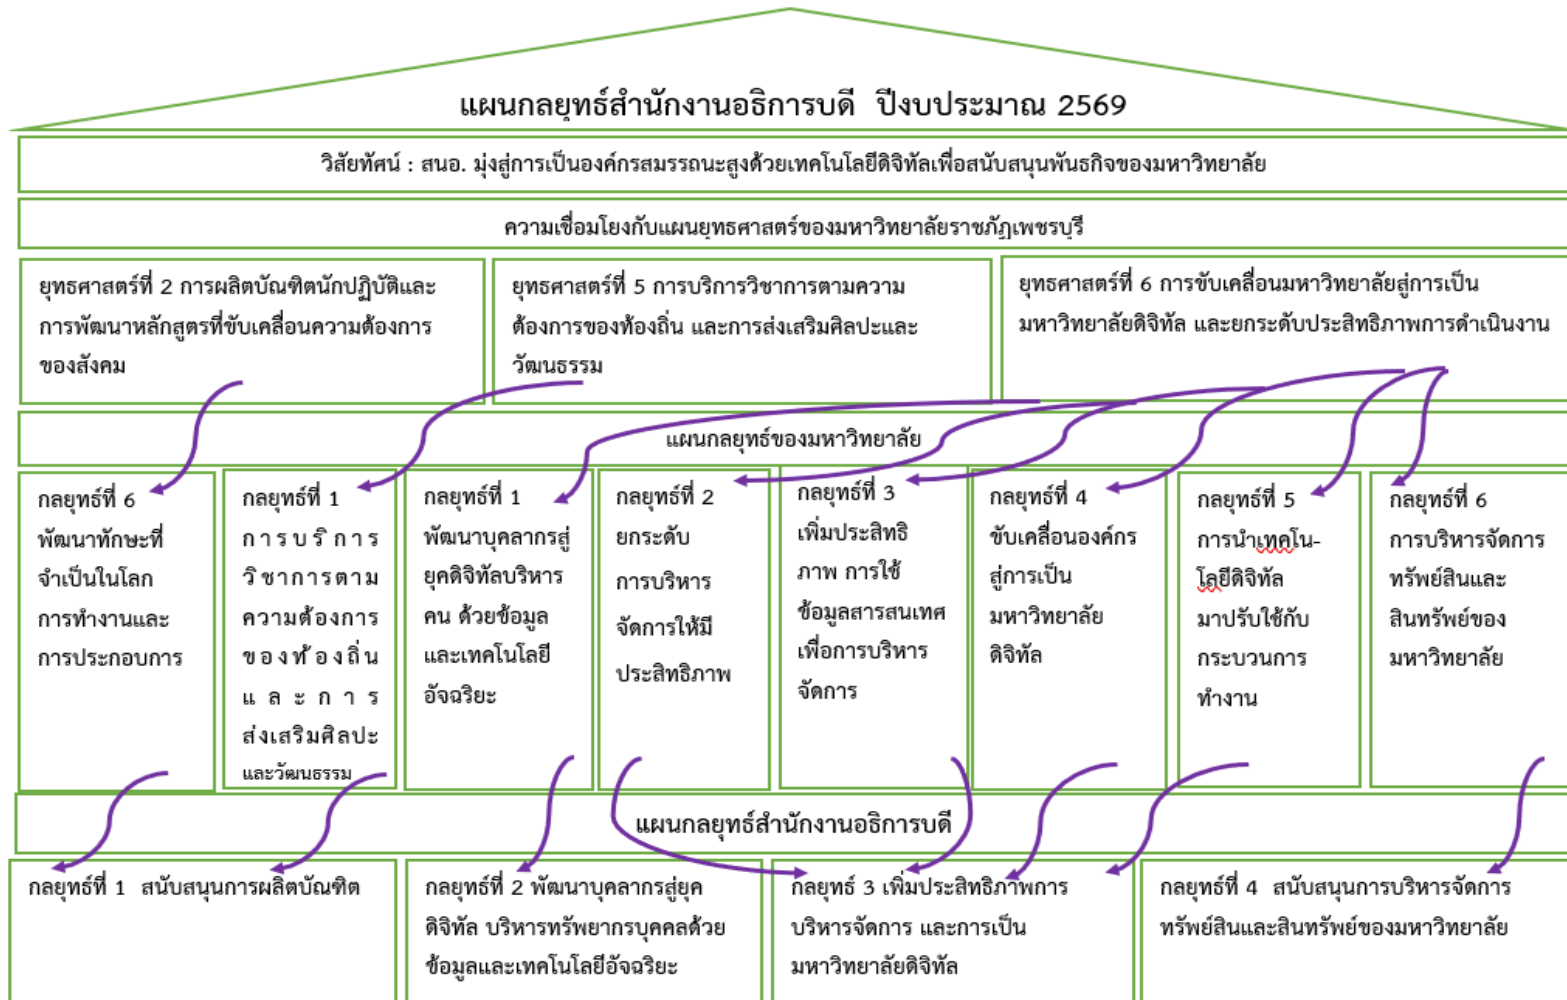 แผนกลยุทธ์สำนักงานอธิการบดี ปีงบประมาณ 2569
วิสัยทัศน์ : สนอ. มุ่งสู่การเป็นองค์กรสมรรถนะสูงด้วยเทคโนโลยีดิจิทัลเพื่อสนับสนุนพันธกิจของมหาวิทยาลัย
ความเชื่อมโยงกับแผนยุทธศาสตร์ของมหาวิทยาลัยราชภัฏเพชรบุรี
ยุทธศาสตร์ที่ 2 การผลิตบัณฑิตนักปฏิบัติและ
การพัฒนาหลักสูตรที่ขับเคลื่อนความต้องการ
ของสังคม
ยุทธศาสตร์ที่ 5 การบริการวิชาการตามความ
ต้องการของท้องถิ่น และการส่งเสริมศิลปะและ
วัฒนธรรม
ยุทธศาสตร์ที่ 6 การขับเคลื่อนมหาวิทยาลัยสู่การเป็น
มหาวิทยาลัยดิจิทัล และยกระดับประสิทธิภาพการดำเนินงาน
แผนกลยุทธ์ของมหาวิทยาลัย
กลยุทธ์ที่ 6
พัฒนาทักษะที่
จำเป็นในโลก
การทำงานและ
การประกอบการ
กลยุทธ์ที่ 1
การบริการ
วิชาการตาม
ความต้องการ
ของท้องถิ่น
และการ
ส่งเสริมศิลปะ
และวัฒนธรรม
กลยุทธ์ที่ 1
พัฒนาบุคลากรสู่
ยุคดิจิทัลบริหาร
คน ด้วยข้อมูล
และเทคโนโลยี
อัจฉริยะ
กลยุทธ์ที่ 2
ยกระดับ
การบริหาร
จัดการให้มี
ประสิทธิภาพ
กลยุทธ์ที่ 3
เพิ่มประสิทธิ
ภาพ การใช้
ข้อมูลสารสนเทศ
เพื่อการบริหาร
จัดการ
กลยุทธ์ที่ 4
ขับเคลื่อนองค์กร
สู่การเป็น
มหาวิทยาลัย
ดิจิทัล
กลยุทธ์ที่ 5
การนำเทคโน-
โลยีดิจิทัล
มาปรับใช้กับ
กระบวนการ
ทำงาน
กลยุทธ์ที่ 6
การบริหารจัดการ
ทรัพย์สินและ
สินทรัพย์ของ
มหาวิทยาลัย
แผนกลยุทธ์สำนักงานอธิการบดี
กลยุทธ์ที่ 1 สนับสนุนการผลิตบัณฑิต
กลยุทธ์ที่ 2 พัฒนาบุคลากรสู่ยุค
ดิจิทัล บริหารทรัพยากรบุคคลด้วย
ข้อมูลและเทคโนโลยีอัจฉริยะ
กลยุทธ์ 3 เพิ่มประสิทธิภาพการ
บริหารจัดการ และการเป็น
มหาวิทยาลัยดิจิทัล
กลยุทธ์ที่ 4 สนับสนุนการบริหารจัดการ
ทรัพย์สินและสินทรัพย์ของมหาวิทยาลัย